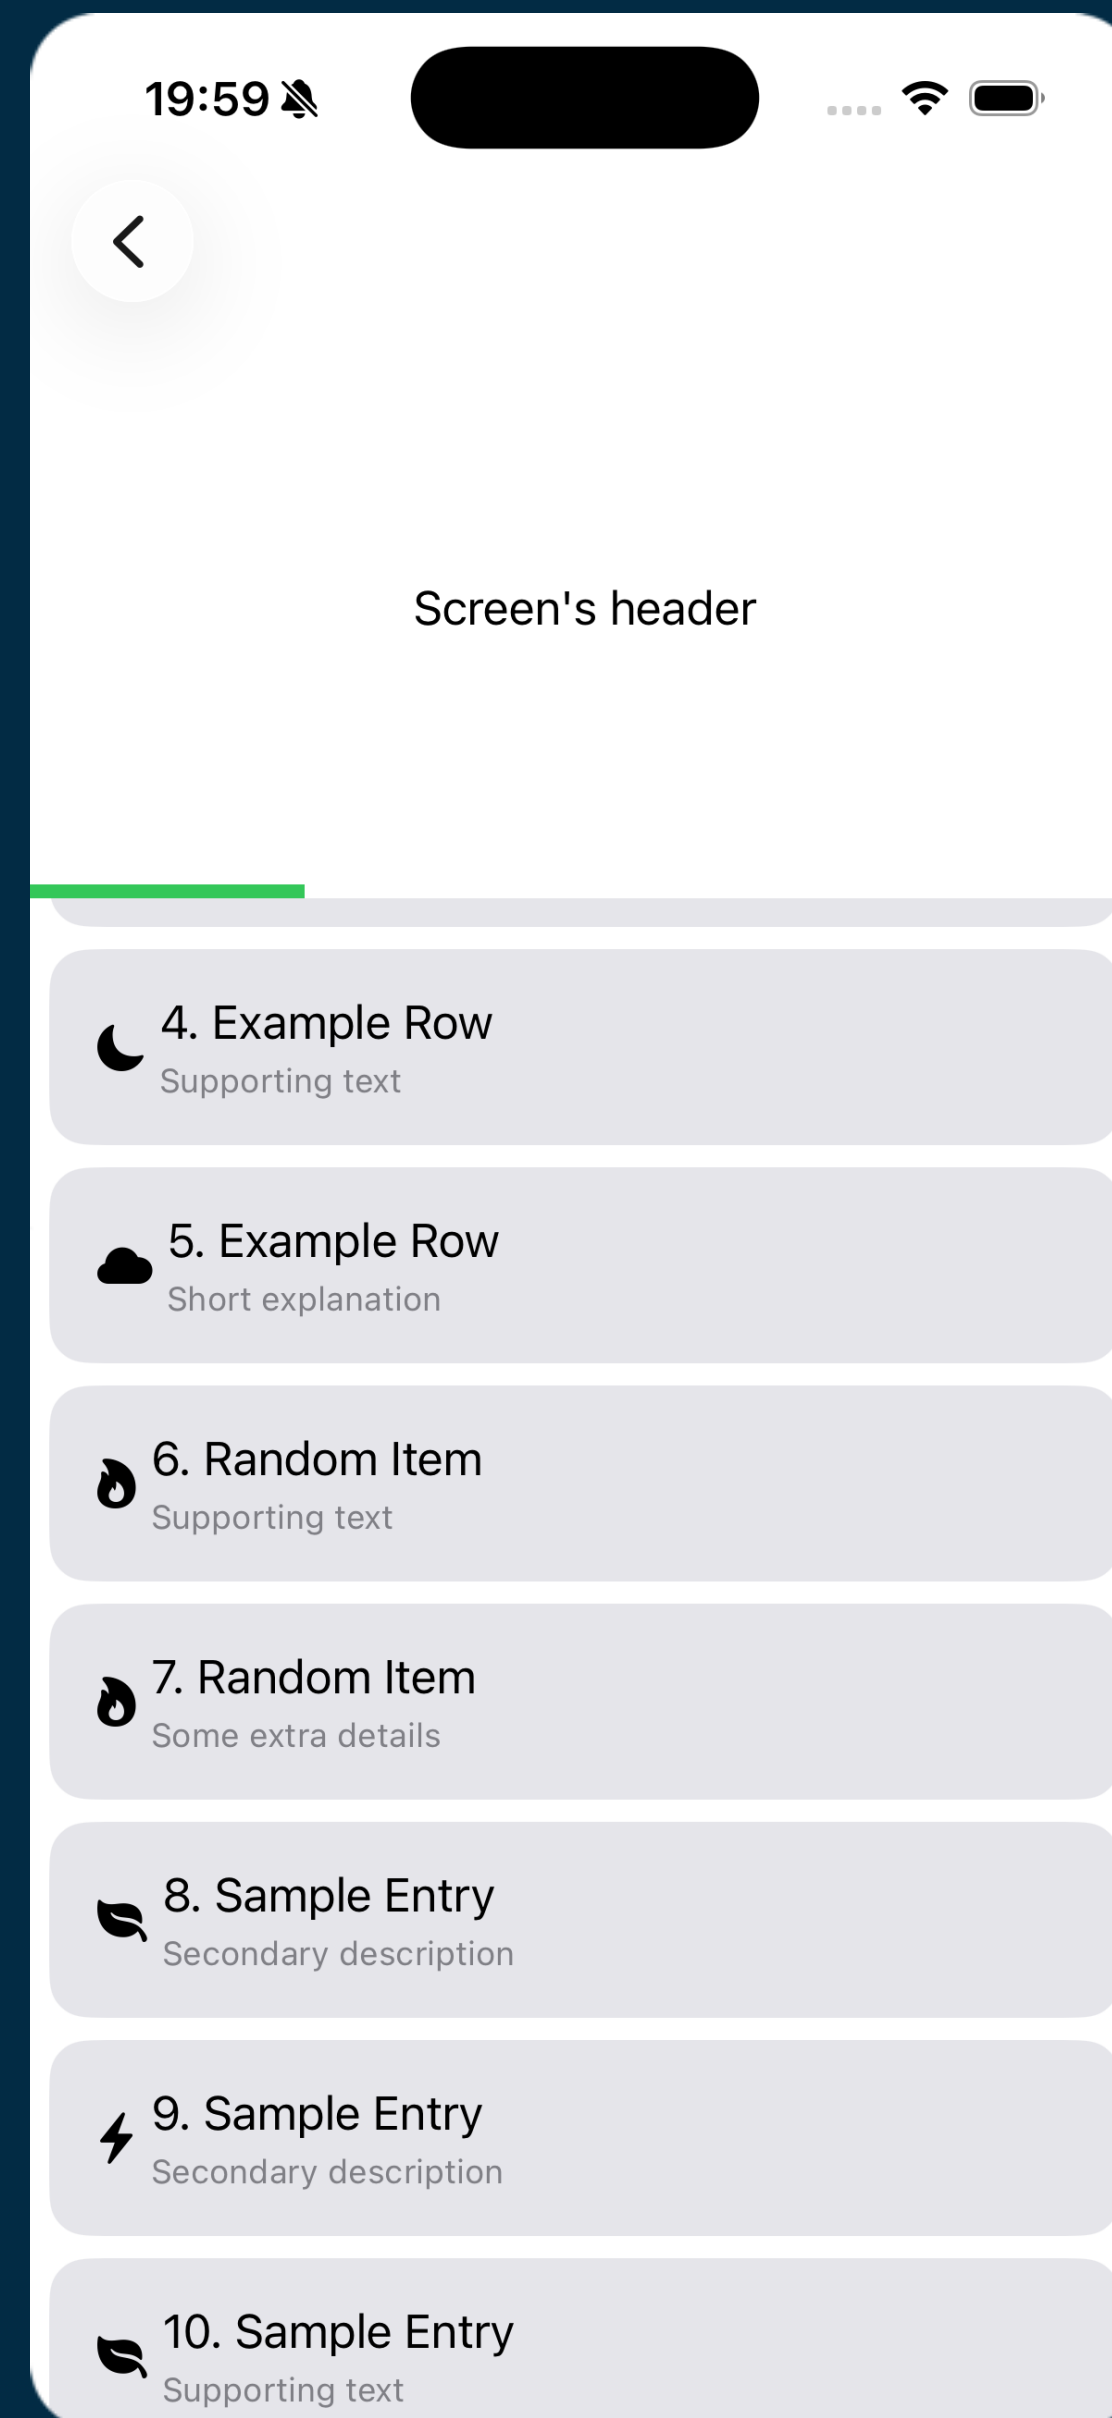 19:59
Screen's header
4. Example Row
Supporting text
5. Example Row
Short explanation
6. Random Item
Supporting text
7. Random Item
Some extra details
8. Sample Entry
Secondary description
9. Sample Entry
Secondary description
10. Sample Entry
Supporting text